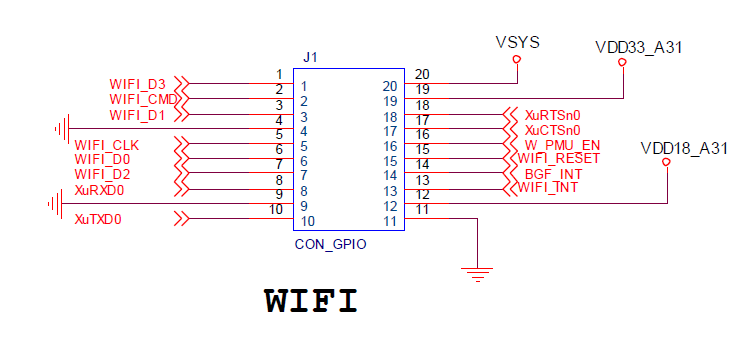 VSYS
VDD33_A31
J1
WIFI_D3 1 1 20 20
WIFI_CMD 2 2 19 19
WIFI_D1 3 3 18 18 XuRTSn0
4 4 17 17 XuCTSn0
WIFI_CLK 5 5 16 16 W_PMU_EN
WIFI_D0 6 6 15 15 WIFI_RESET
WIFI_D2 7 7 14 14 BGF_INT
XuRXD0 8 8 13 13 WIFI_INT
9 9 12 12 VDD18_A31
XuTXD0 10 10 11 11
CON_GPIO
WIFI